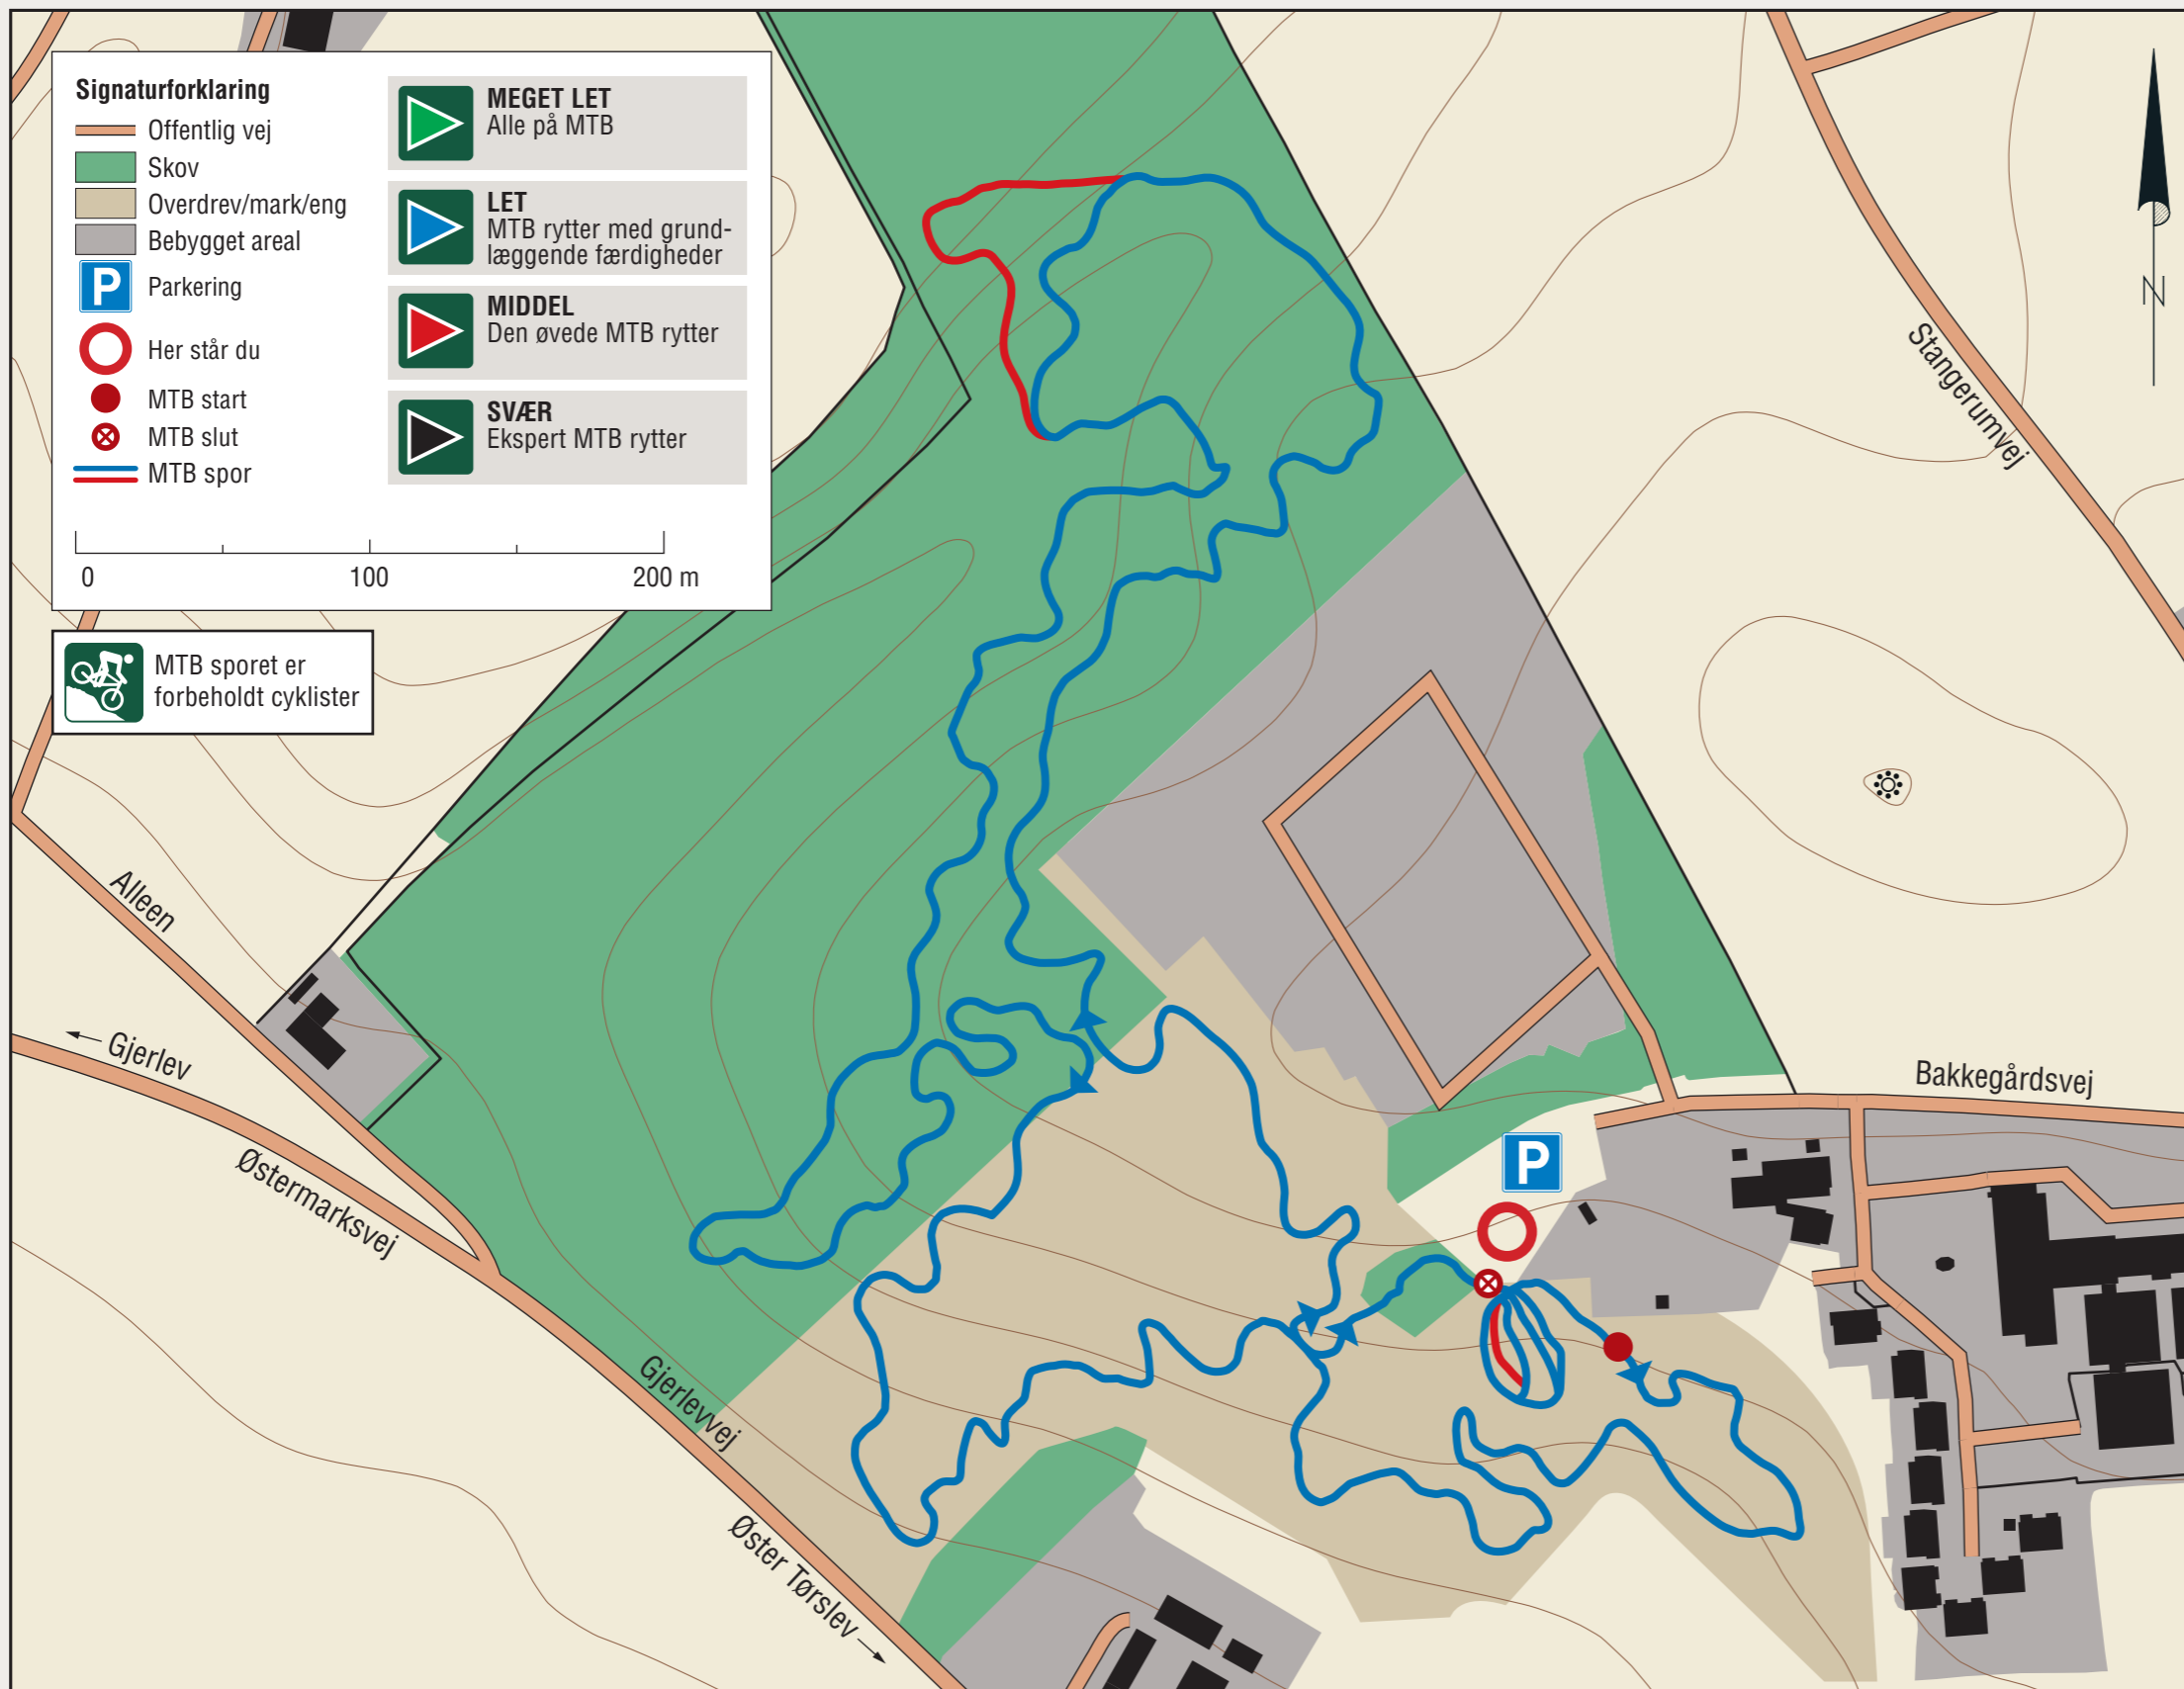 Signaturforklaring
Offentlig vej
Skov
Overdrev/mark/eng
Bebygget areal
P
Parkering
Her står du
MTB start
MTB slut
MTB spor
0
100
200 m
MEGET LET
Alle på MTB
LET
MTB rytter med grund-
læggende færdigheder
MIDDEL
Den øvede MTB rytter
SVÆR
Ekspert MTB rytter
MTB sporet er
forbeholdt cyklister
N
Stangerumvej
Alleen
Gjerlev
Østermarksvej
Bakkegårdsvej
P
Gjerlevvej
Øster Tørslev